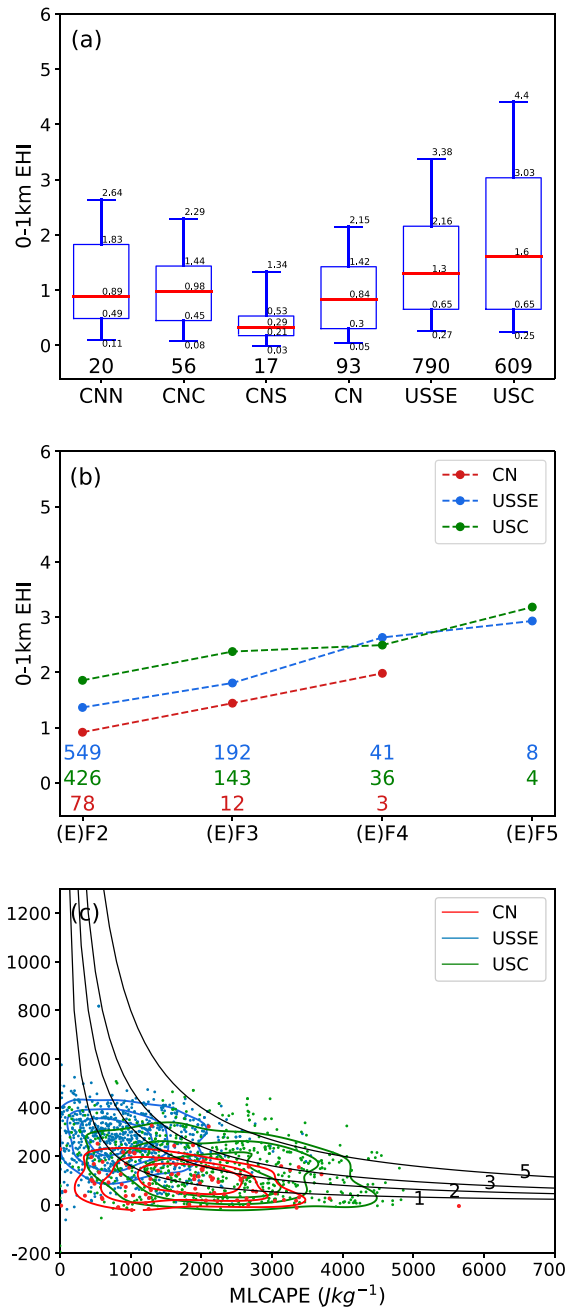 (a)
0-1km EHI
6
5
4
3
2
1
0
2.64
1.83
0.89
0.49
0.11
2.29
1.44
0.98
0.45
0.08
1.34
0.53
0.29
0.21
0.03
2.15
1.42
0.84
0.3
0.05
3.38
2.16
1.3
0.65
0.27
4.4
3.03
1.6
0.65
0.25
20 56 17 93 790 609
CNN CNC CNS CN USSE USC
(b)
0-1km EHI
6
5
4
3
2
1
0
CN
USSE
USC
549 192 41 8
426 143 36 4
78 12 3
(E)F2 (E)F3 (E)F4 (E)F5
(c)
1200
1000
800
600
400
200
0
-200
CN
USSE
USC
1 2 3 5
0 1000 2000 3000 4000 5000 6000 700
MLCAPE (Jkg⁻¹)